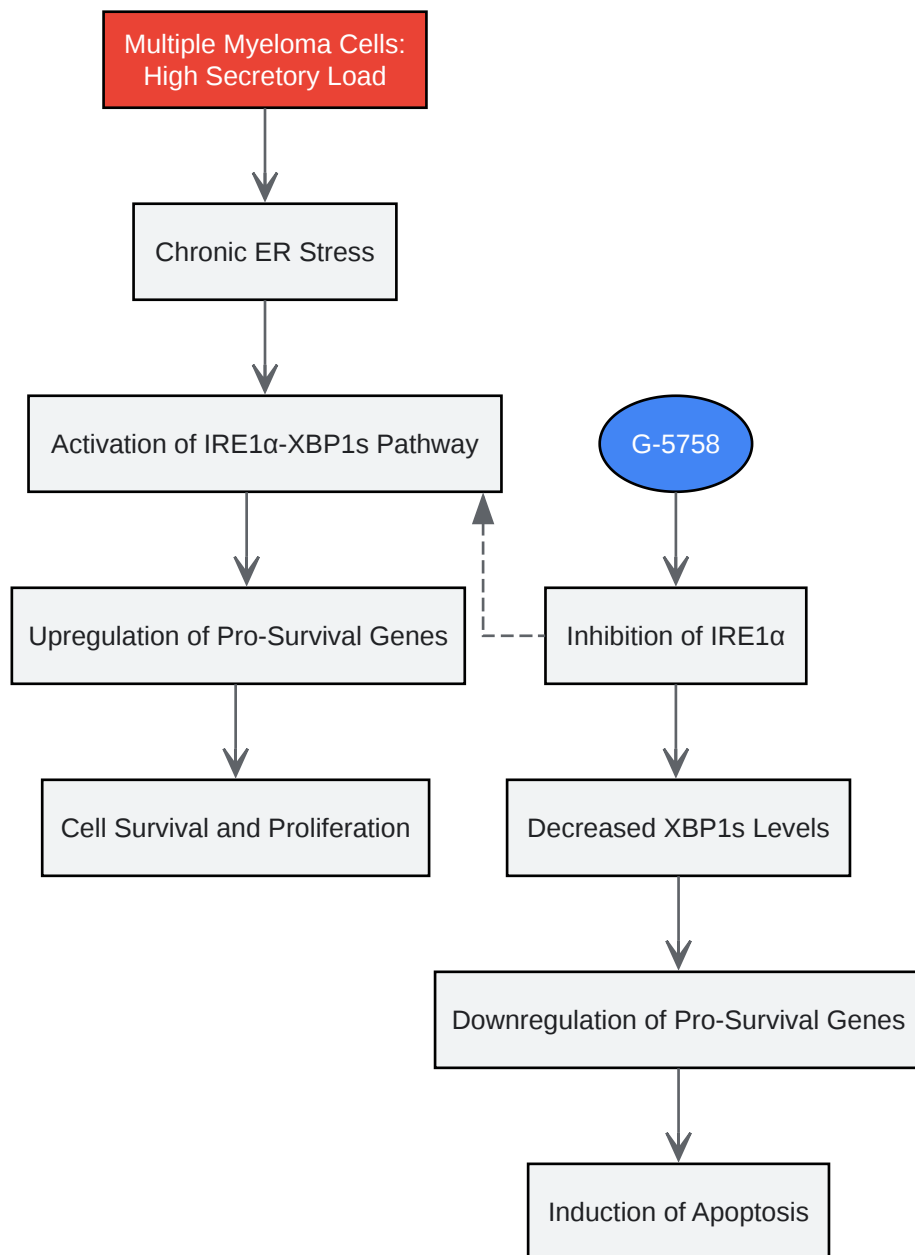 Multiple Myeloma Cells:
High Secretory Load
Chronic ER Stress
Activation of IRE1α-XBP1s Pathway
G-5758
Upregulation of Pro-Survival Genes
Inhibition of IRE1α
Cell Survival and Proliferation
Decreased XBP1s Levels
Downregulation of Pro-Survival Genes
Induction of Apoptosis